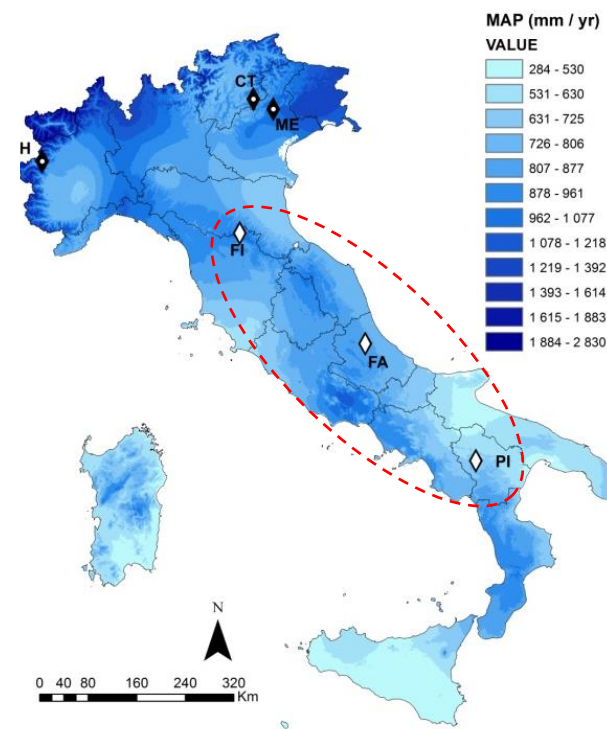 MAP (mm / yr)
VALUE
284 - 530
531 - 630
631 - 725
726 - 806
807 - 877
878 - 961
962 - 1 077
1 078 - 1 218
1 219 - 1 392
1 393 - 1 614
1 615 - 1 883
1 884 - 2 830
CT
ME
H
FI
FA
PI
N
0 40 80 160 240 320
Km